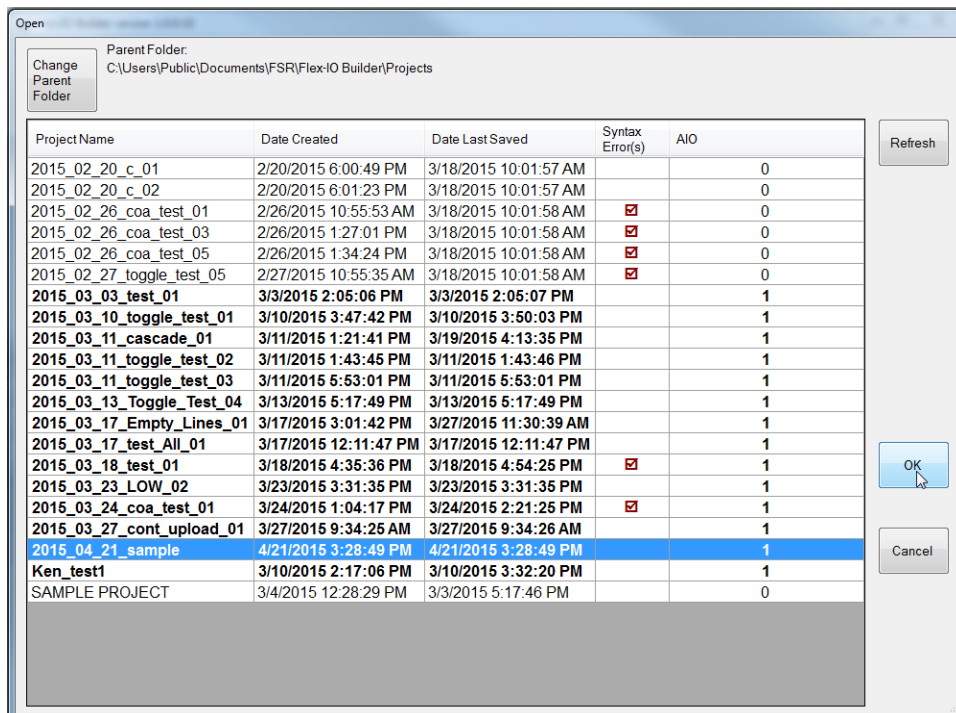 Open
Change Parent Folder
Parent Folder:
C:\Users\Public\Documents\FSR\Flex-IO Builder\Projects
Project Name Date Created Date Last Saved Syntax Error(s) AIO
2015_02_20_c_01 2/20/2015 6:00:49 PM 3/18/2015 10:01:57 AM 0
2015_02_20_c_02 2/20/2015 6:01:23 PM 3/18/2015 10:01:57 AM 0
2015_02_26_coa_test_01 2/26/2015 10:55:53 AM 3/18/2015 10:01:58 AM 0
2015_02_26_coa_test_03 2/26/2015 1:27:01 PM 3/18/2015 10:01:58 AM 0
2015_02_26_coa_test_05 2/26/2015 1:34:24 PM 3/18/2015 10:01:58 AM 0
2015_02_27_toggle_test_05 2/27/2015 10:55:35 AM 3/18/2015 10:01:58 AM 0
2015_03_03_test_01 3/3/2015 2:05:06 PM 3/3/2015 2:05:07 PM 1
2015_03_10_toggle_test_01 3/10/2015 3:47:42 PM 3/10/2015 3:50:03 PM 1
2015_03_11_cascade_01 3/11/2015 1:21:41 PM 3/19/2015 4:13:35 PM 1
2015_03_11_toggle_test_02 3/11/2015 1:43:45 PM 3/11/2015 1:43:46 PM 1
2015_03_11_toggle_test_03 3/11/2015 5:53:01 PM 3/11/2015 5:53:01 PM 1
2015_03_13_Toggle_Test_04 3/13/2015 5:17:49 PM 3/13/2015 5:17:49 PM 1
2015_03_17_Empty_Lines_01 3/17/2015 3:01:42 PM 3/27/2015 11:30:39 AM 1
2015_03_17_test_All_01 3/17/2015 12:11:47 PM 3/17/2015 12:11:47 PM 1
2015_03_18_test_01 3/18/2015 4:35:36 PM 3/18/2015 4:54:25 PM 1
2015_03_23_LOW_02 3/23/2015 3:31:35 PM 3/23/2015 3:31:35 PM 1
2015_03_24_coa_test_01 3/24/2015 1:04:17 PM 3/24/2015 2:21:25 PM 1
2015_03_27_cont_upload_01 3/27/2015 9:34:25 AM 3/27/2015 9:34:26 AM 1
2015_04_21_sample 4/21/2015 3:28:49 PM 4/21/2015 3:28:49 PM 1
Ken_test1 3/10/2015 2:17:06 PM 3/10/2015 3:32:20 PM 1
SAMPLE PROJECT 3/4/2015 12:28:29 PM 3/3/2015 5:17:46 PM 0
Refresh
OK
Cancel